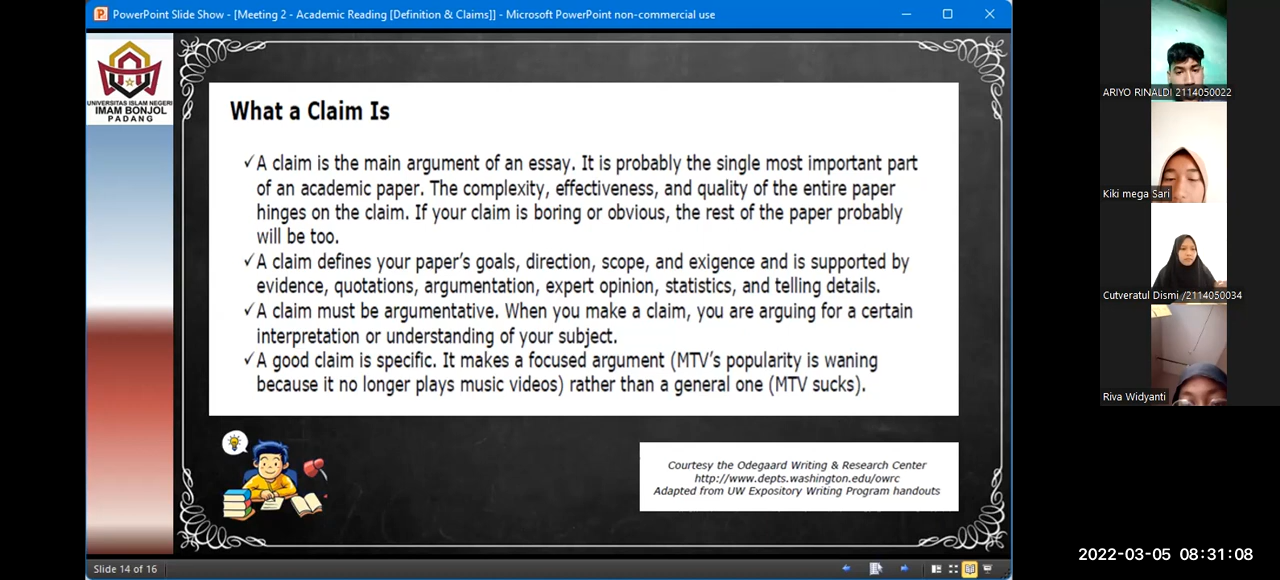 PowerPoint Slide Show - [Meeting 2 - Academic Reading [Definition & Claims]] - Microsoft PowerPoint non-commercial use
UNIVERSITAS ISLAM NEGERI
IMAM BONJOL
PADANG
What a Claim Is
✓A claim is the main argument of an essay. It is probably the single most important part
of an academic paper. The complexity, effectiveness, and quality of the entire paper
hinges on the claim. If your claim is boring or obvious, the rest of the paper probably
will be too.
✓A claim defines your paper's goals, direction, scope, and exigence and is supported by
evidence, quotations, argumentation, expert opinion, statistics, and telling details.
✓A claim must be argumentative. When you make a claim, you are arguing for a certain
interpretation or understanding of your subject.
✓A good claim is specific. It makes a focused argument (MTV's popularity is waning
because it no longer plays music videos) rather than a general one (MTV sucks).
Courtesy the Odegaard Writing & Research Center
http://www.depts.washington.edu/owrc
Adapted from UW Expository Writing Program handouts
Slide 14 of 16
ARIYO RINALDI 2114050022
Kiki mega Sari
Cutveratul Dismi /2114050034
Riva Widyanti
2022-03-05 08:31:08